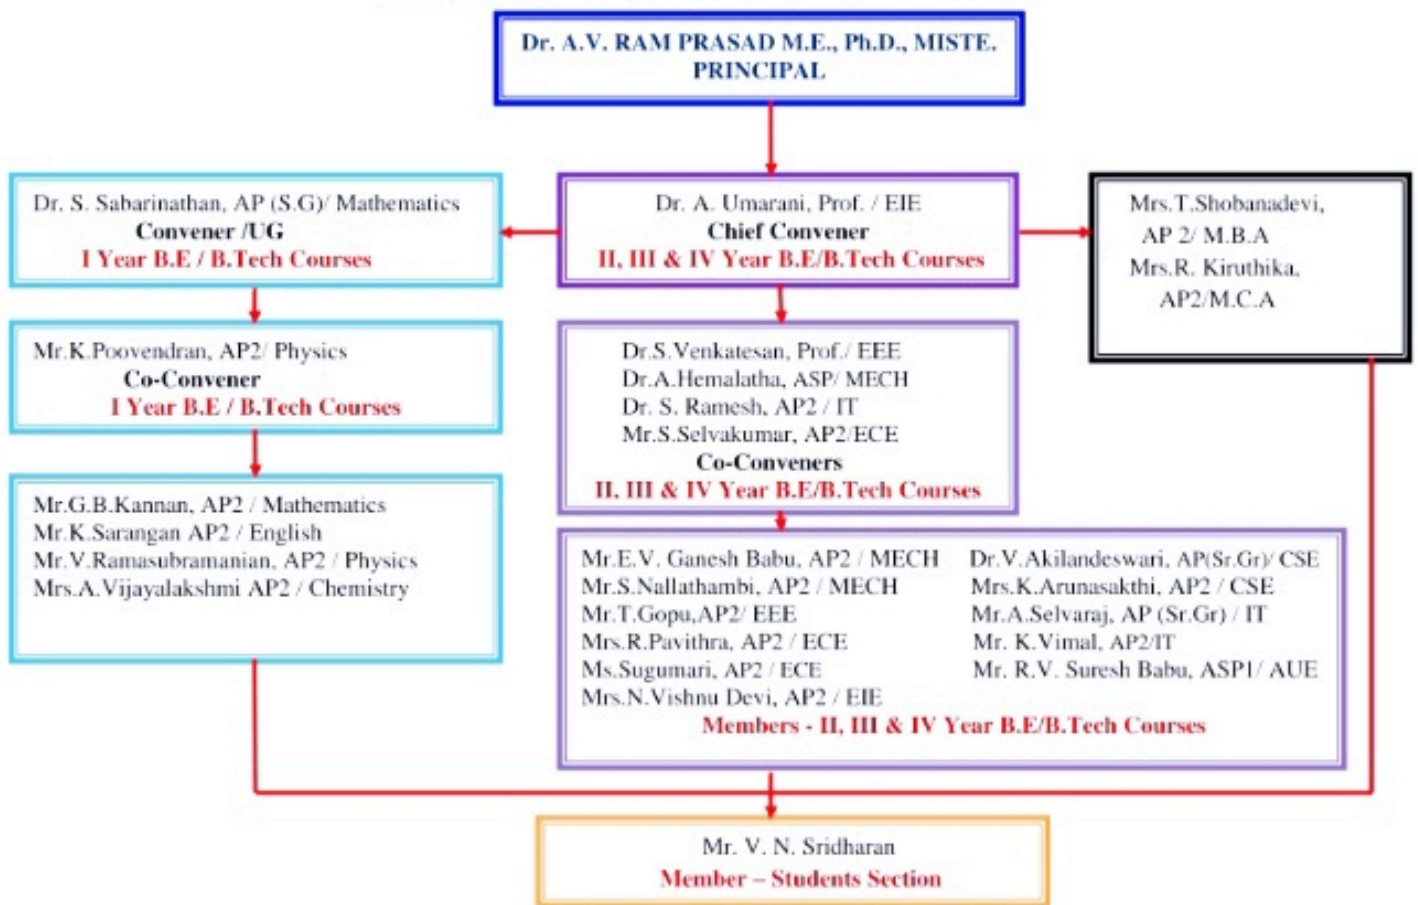 Dr. A.V. RAM PRASAD M.E., Ph.D., MISTE.
PRINCIPAL
Dr. S. Sabarinathan, AP (S.G)/ Mathematics
Convener /UG
I Year B.E / B.Tech Courses
Dr. A. Umarani, Prof. / EIE
Chief Convener
II, III & IV Year B.E/B.Tech Courses
Mrs.T.Shobanadevi,
AP 2/ M.B.A
Mrs.R. Kiruthika,
AP2/M.C.A
Mr.K.Poovendran, AP2/ Physics
Co-Convener
I Year B.E / B.Tech Courses
Dr.S.Venkatesan, Prof./ EEE
Dr.A.Hemalatha, ASP/ MECH
Dr. S. Ramesh, AP2 / IT
Mr.S.Selvakumar, AP2/ECE
Co-Conveners
II, III & IV Year B.E/B.Tech Courses
Mr.G.B.Kannan, AP2 / Mathematics
Mr.K.Sarangan AP2 / English
Mr.V.Ramasubramanian, AP2 / Physics
Mrs.A.Vijayalakshmi AP2 / Chemistry
Mr.E.V. Ganesh Babu, AP2 / MECH
Mr.S.Nallathambi, AP2 / MECH
Mr.T.Gopu,AP2/ EEE
Mrs.R.Pavithra, AP2 / ECE
Ms.Sugumari, AP2 / ECE
Mrs.N.Vishnu Devi, AP2 / EIE
Dr.V.Akilandeswari, AP(Sr.Gr)/ CSE
Mrs.K.Arunasakthi, AP2 / CSE
Mr.A.Selvaraj, AP (Sr.Gr) / IT
Mr. K.Vimal, AP2/IT
Mr. R.V. Suresh Babu, ASP1/ AUE
Members - II, III & IV Year B.E/B.Tech Courses
Mr. V. N. Sridharan
Member – Students Section